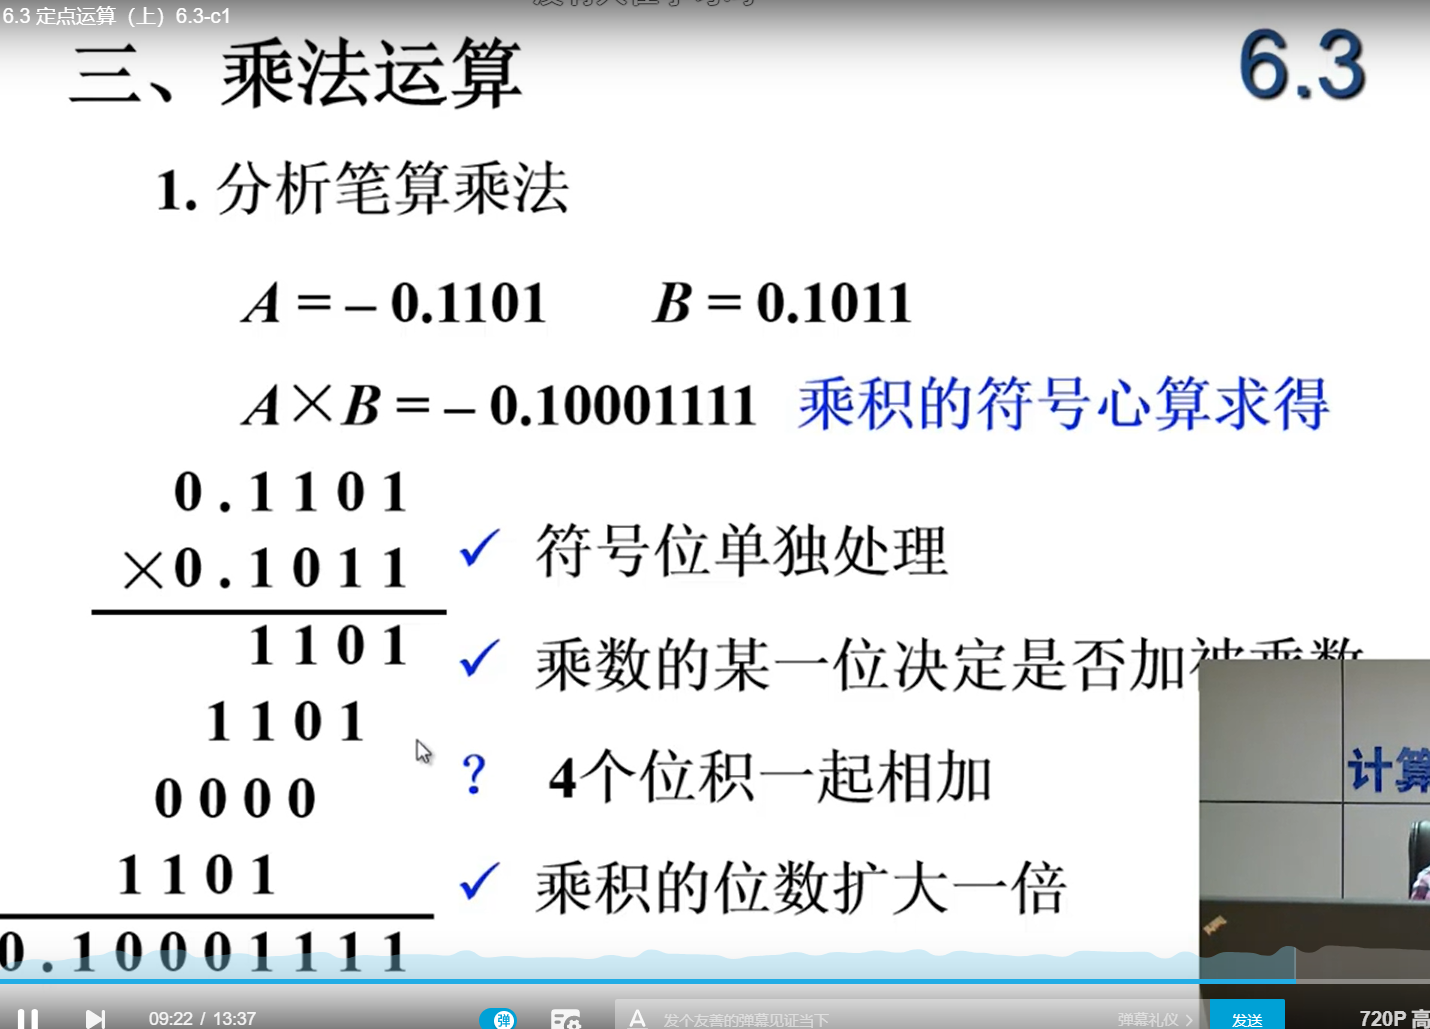 6.3 定点运算（上）6.3-c1
三、乘法运算
6.3
1. 分析笔算乘法
A = – 0.1101 B = 0.1011
A×B = – 0.10001111 乘积的符号心算求得
0.1101
×0.1011
1101
1101
0000
1101
0.10001111
✓ 符号位单独处理
✓ 乘数的某一位决定是否加被乘数
? 4个位积一起相加
✓ 乘积的位数扩大一倍
计算
09:22 / 13:37
弹
A
发个友善的弹幕见证当下
弹幕礼仪 >
发送
720P 高